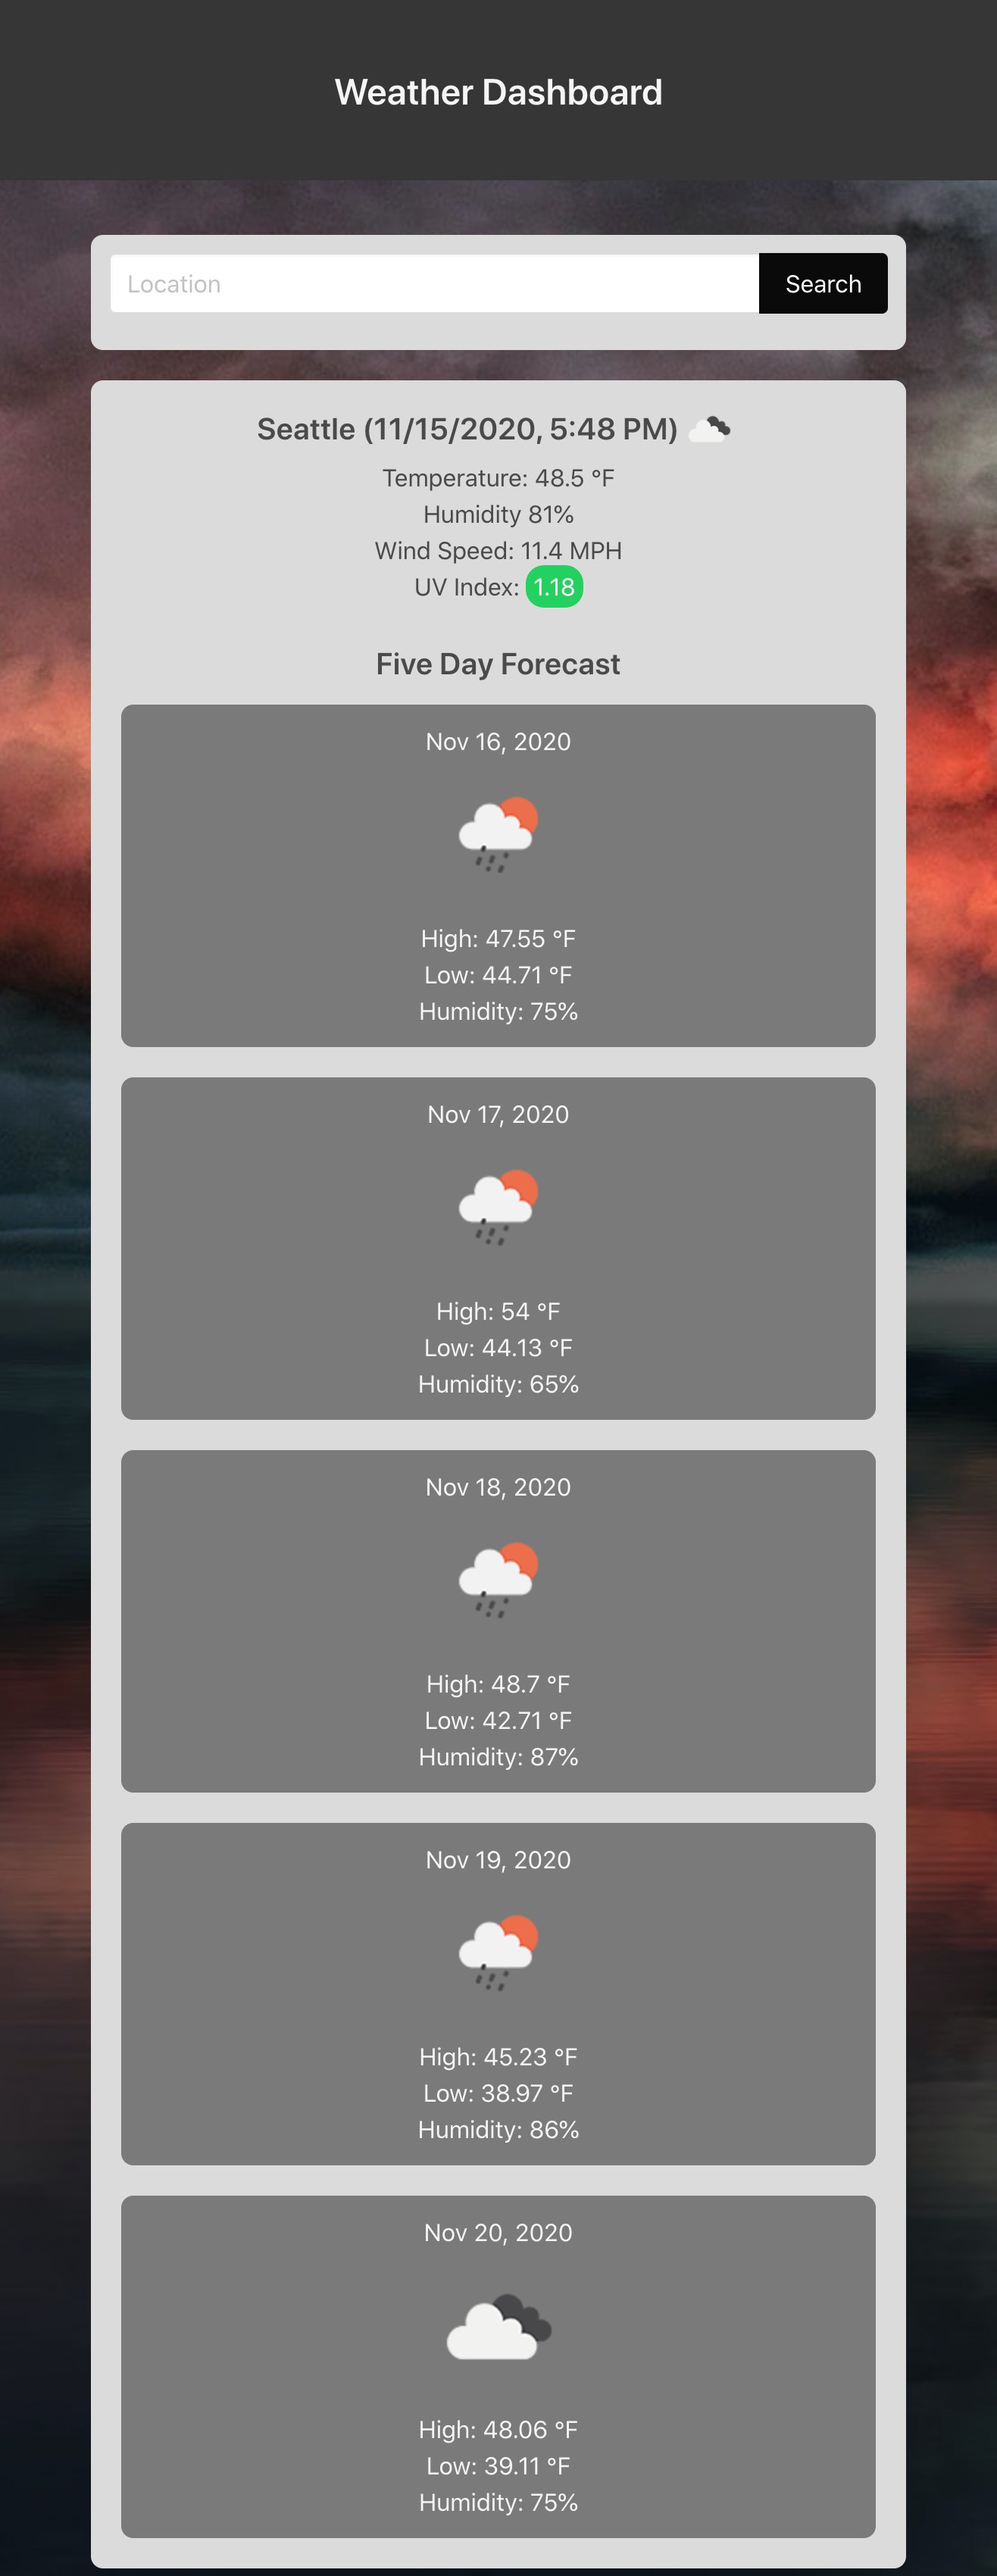 Weather Dashboard
Location
Search
Seattle (11/15/2020, 5:48 PM)
Temperature: 48.5 °F
Humidity 81%
Wind Speed: 11.4 MPH
UV Index: 1.18
Five Day Forecast
Nov 16, 2020
High: 47.55 °F
Low: 44.71 °F
Humidity: 75%
Nov 17, 2020
High: 54 °F
Low: 44.13 °F
Humidity: 65%
Nov 18, 2020
High: 48.7 °F
Low: 42.71 °F
Humidity: 87%
Nov 19, 2020
High: 45.23 °F
Low: 38.97 °F
Humidity: 86%
Nov 20, 2020
High: 48.06 °F
Low: 39.11 °F
Humidity: 75%